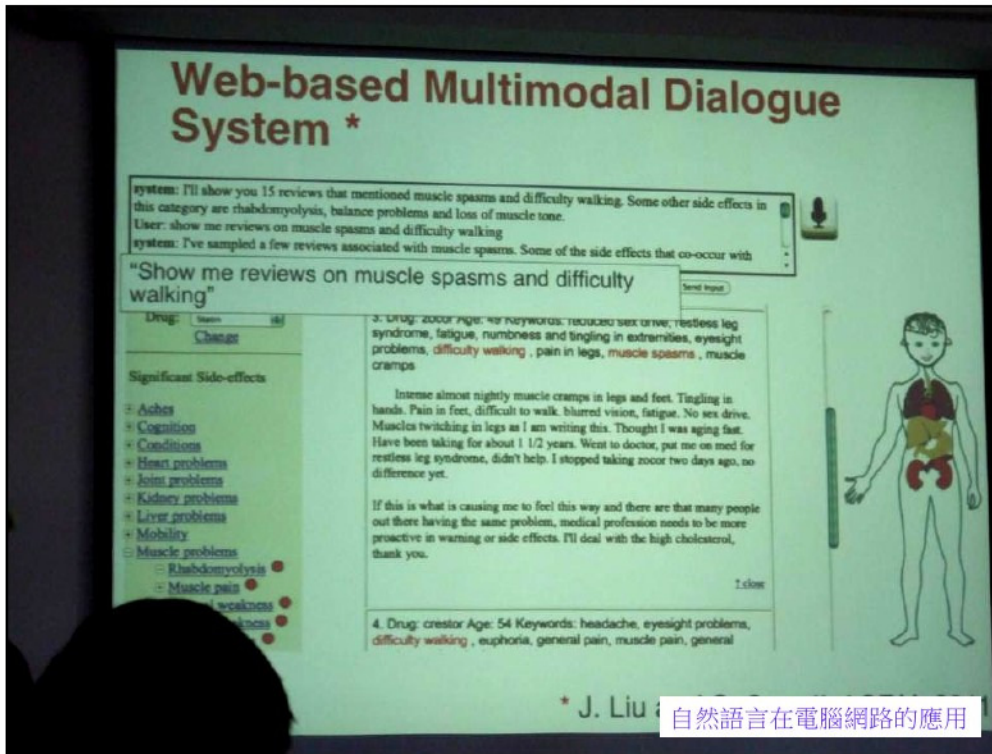 Web-based Multimodal Dialogue
System *
system: I'll show you 15 reviews that mentioned muscle spasms and difficulty walking. Some other side effects in
this category are rhabdomyolysis, balance problems and loss of muscle tone.
User: show me reviews on muscle spasms and difficulty walking
system: I've sampled a few reviews associated with muscle spasms. Some of the side effects that co-occur with
"Show me reviews on muscle spasms and difficulty
walking"
Send Input
Drug: Statin
Change
Significant Side-effects
Aches
Cognition
Conditions
Heart problems
Joint problems
Kidney problems
Liver problems
Mobility
Muscle problems
Rhabdomyolysis
Muscle pain
weakness
3. Drug: zocor Age: 49 Keywords: reduced sex drive, restless leg
syndrome, fatigue, numbness and tingling in extremities, eyesight
problems, difficulty walking , pain in legs, muscle spasms , muscle
cramps
Intense almost nightly muscle cramps in legs and feet. Tingling in
hands. Pain in feet, difficult to walk. blurred vision, fatigue. No sex drive.
Muscles twitching in legs as I am writing this. Thought I was aging fast.
Have been taking for about 1 1/2 years. Went to doctor, put me on med for
restless leg syndrome, didn't help. I stopped taking zocor two days ago, no
difference yet.
If this is what is causing me to feel this way and there are that many people
out there having the same problem, medical profession needs to be more
proactive in warning or side effects. I'll deal with the high cholesterol,
thank you.
close
4. Drug: crestor Age: 54 Keywords: headache, eyesight problems,
difficulty walking , euphoria, general pain, muscle pain, general
* J. Liu
自然語言在電腦網路的應用